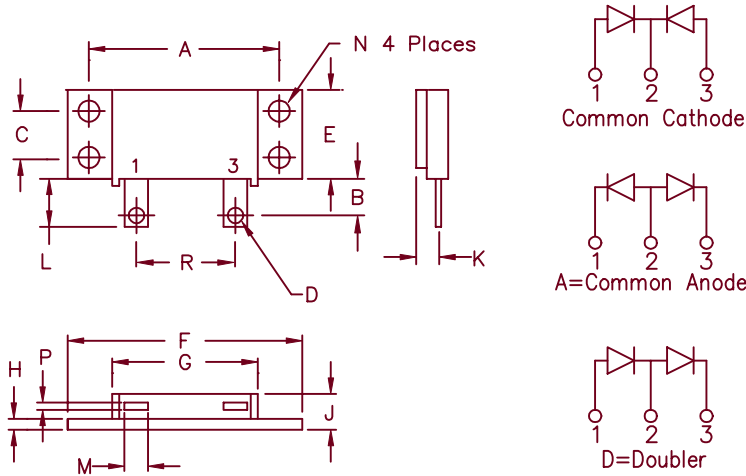 A
N 4 Places
C
E
1
3
B
L
R
D
K
F
G
P
H
J
M
1 2 3
Common Cathode
1 2 3
A=Common Anode
1 2 3
D=Doubler